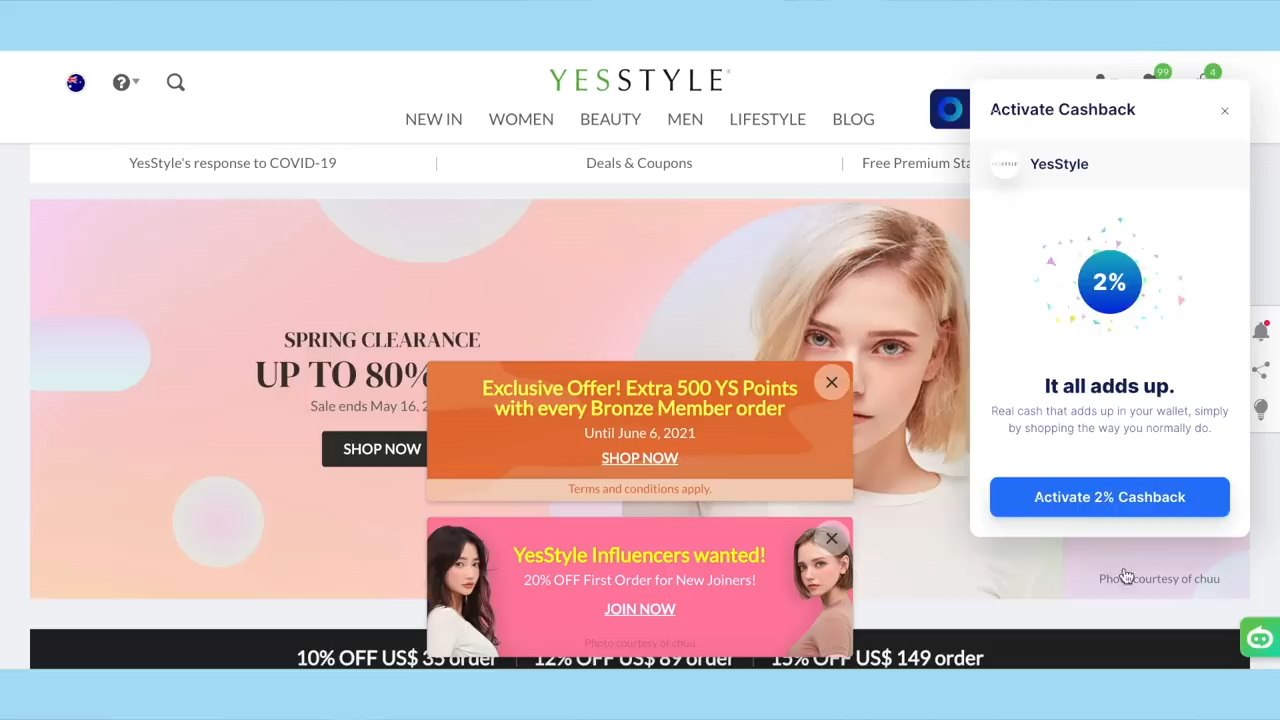 YESSTYLE
99
4
NEW IN
WOMEN
BEAUTY
MEN
LIFESTYLE
BLOG
YesStyle's response to COVID-19
Deals & Coupons
Free Premium
SPRING CLEARANCE
UP TO 80%
Sale ends May 16,
SHOP NOW
Exclusive Offer! Extra 500 YS Points
with every Bronze Member order
Until June 6, 2021
SHOP NOW
Terms and conditions apply.
YesStyle Influencers wanted!
20% OFF First Order for New Joiners!
JOIN NOW
Photo courtesy of chuu
Activate Cashback
YesStyle
2%
It all adds up.
Real cash that adds up in your wallet, simply
by shopping the way you normally do.
Activate 2% Cashback
Photo courtesy of chuu
10% OFF US$ 35 order
12% OFF US$ 89 order
15% OFF US$ 149 order